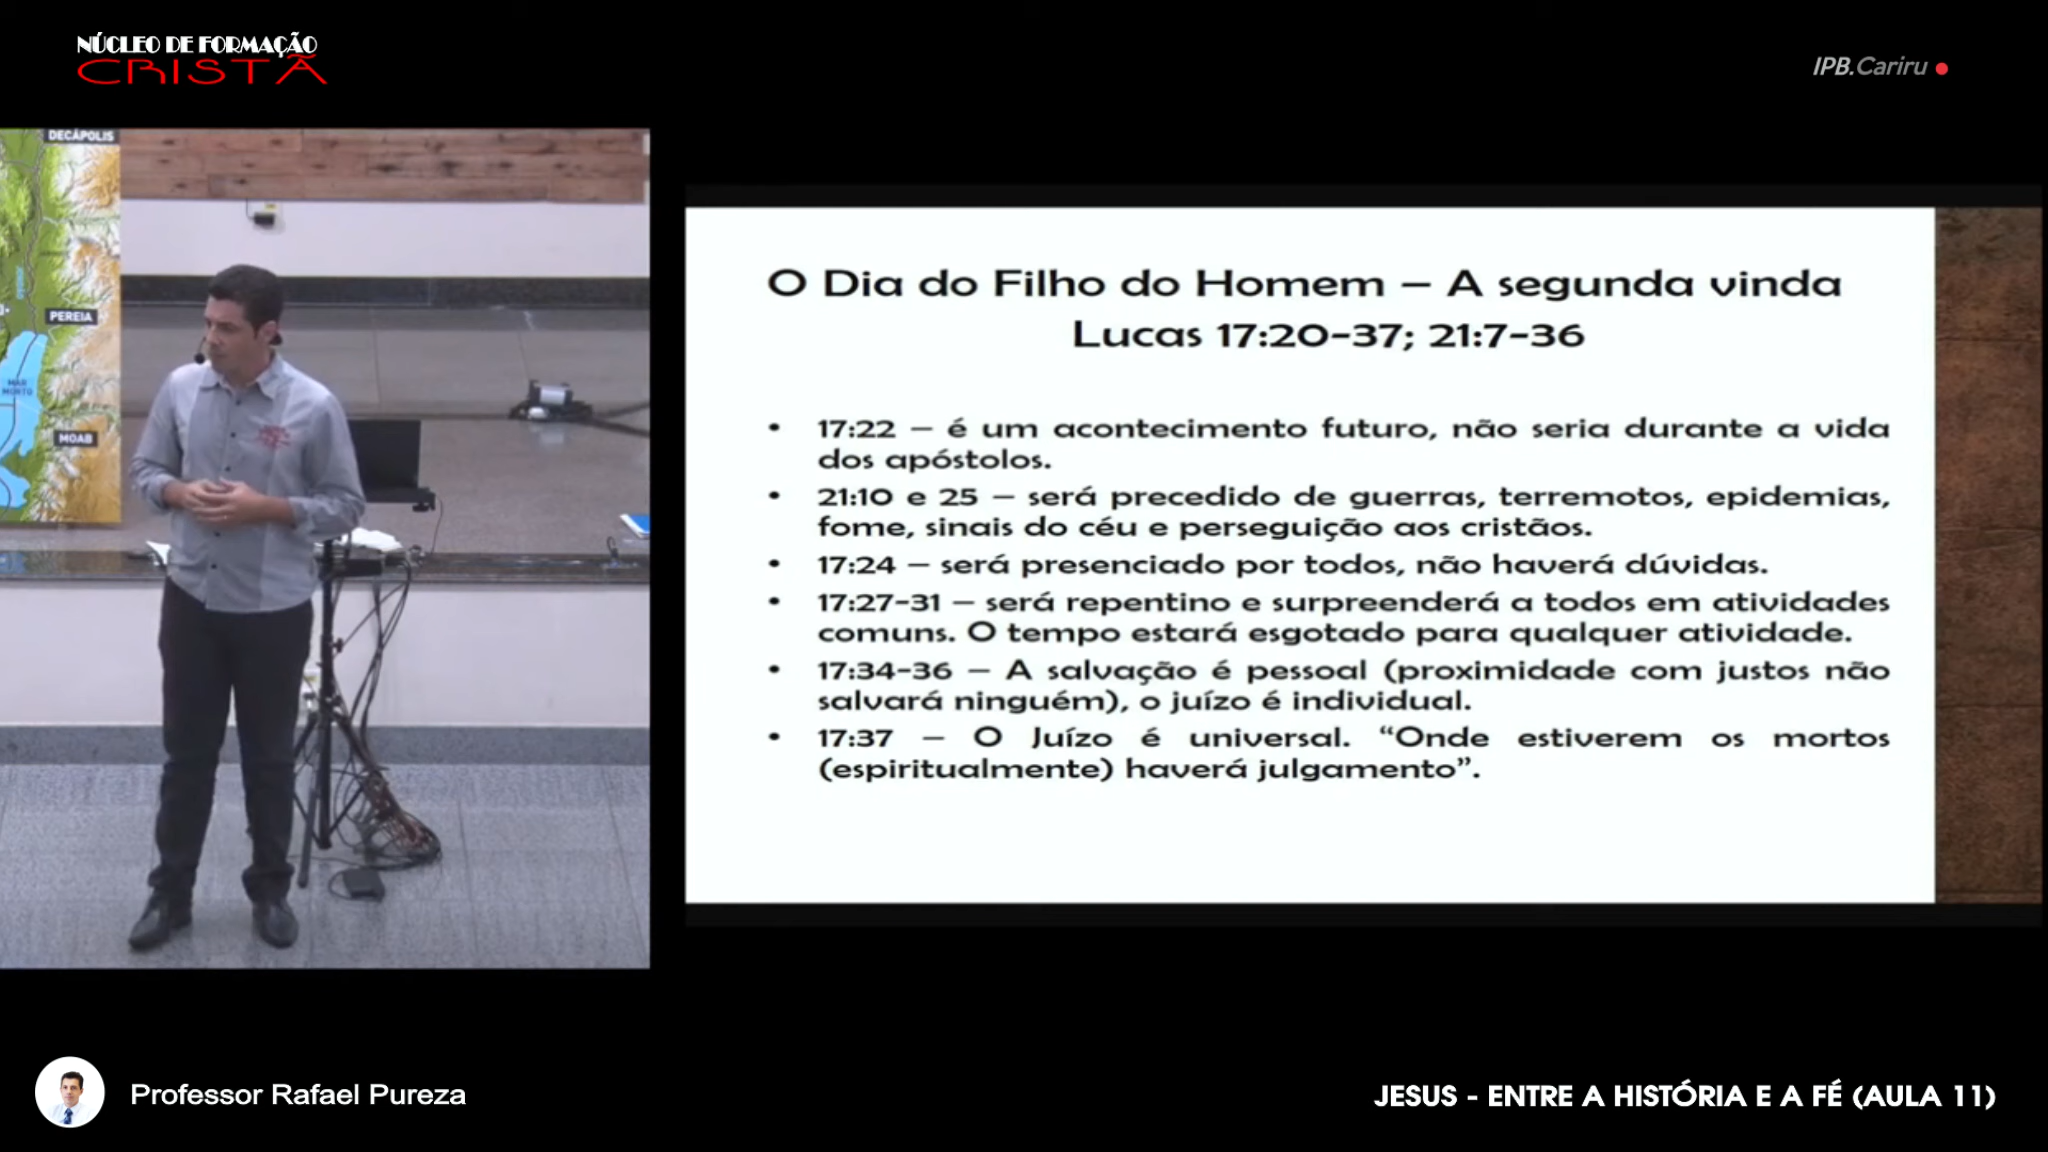 NÚCLEO DE FORMAÇÃO
CRISTÃ
IPB.Cariru
DECÁPOLIS
PEREIA
MAR
MORTO
MOAB
O Dia do Filho do Homem – A segunda vinda
Lucas 17:20-37; 21:7-36
• 17:22 – é um acontecimento futuro, não seria durante a vida
dos apóstolos.
• 21:10 e 25 – será precedido de guerras, terremotos, epidemias,
fome, sinais do céu e perseguição aos cristãos.
• 17:24 – será presenciado por todos, não haverá dúvidas.
• 17:27-31 – será repentino e surpreenderá a todos em atividades
comuns. O tempo estará esgotado para qualquer atividade.
• 17:34-36 – A salvação é pessoal (proximidade com justos não
salvará ninguém), o juízo é individual.
• 17:37 – O Juízo é universal. “Onde estiverem os mortos
(espiritualmente) haverá julgamento”.
Professor Rafael Pureza
JESUS - ENTRE A HISTÓRIA E A FÉ (AULA 11)